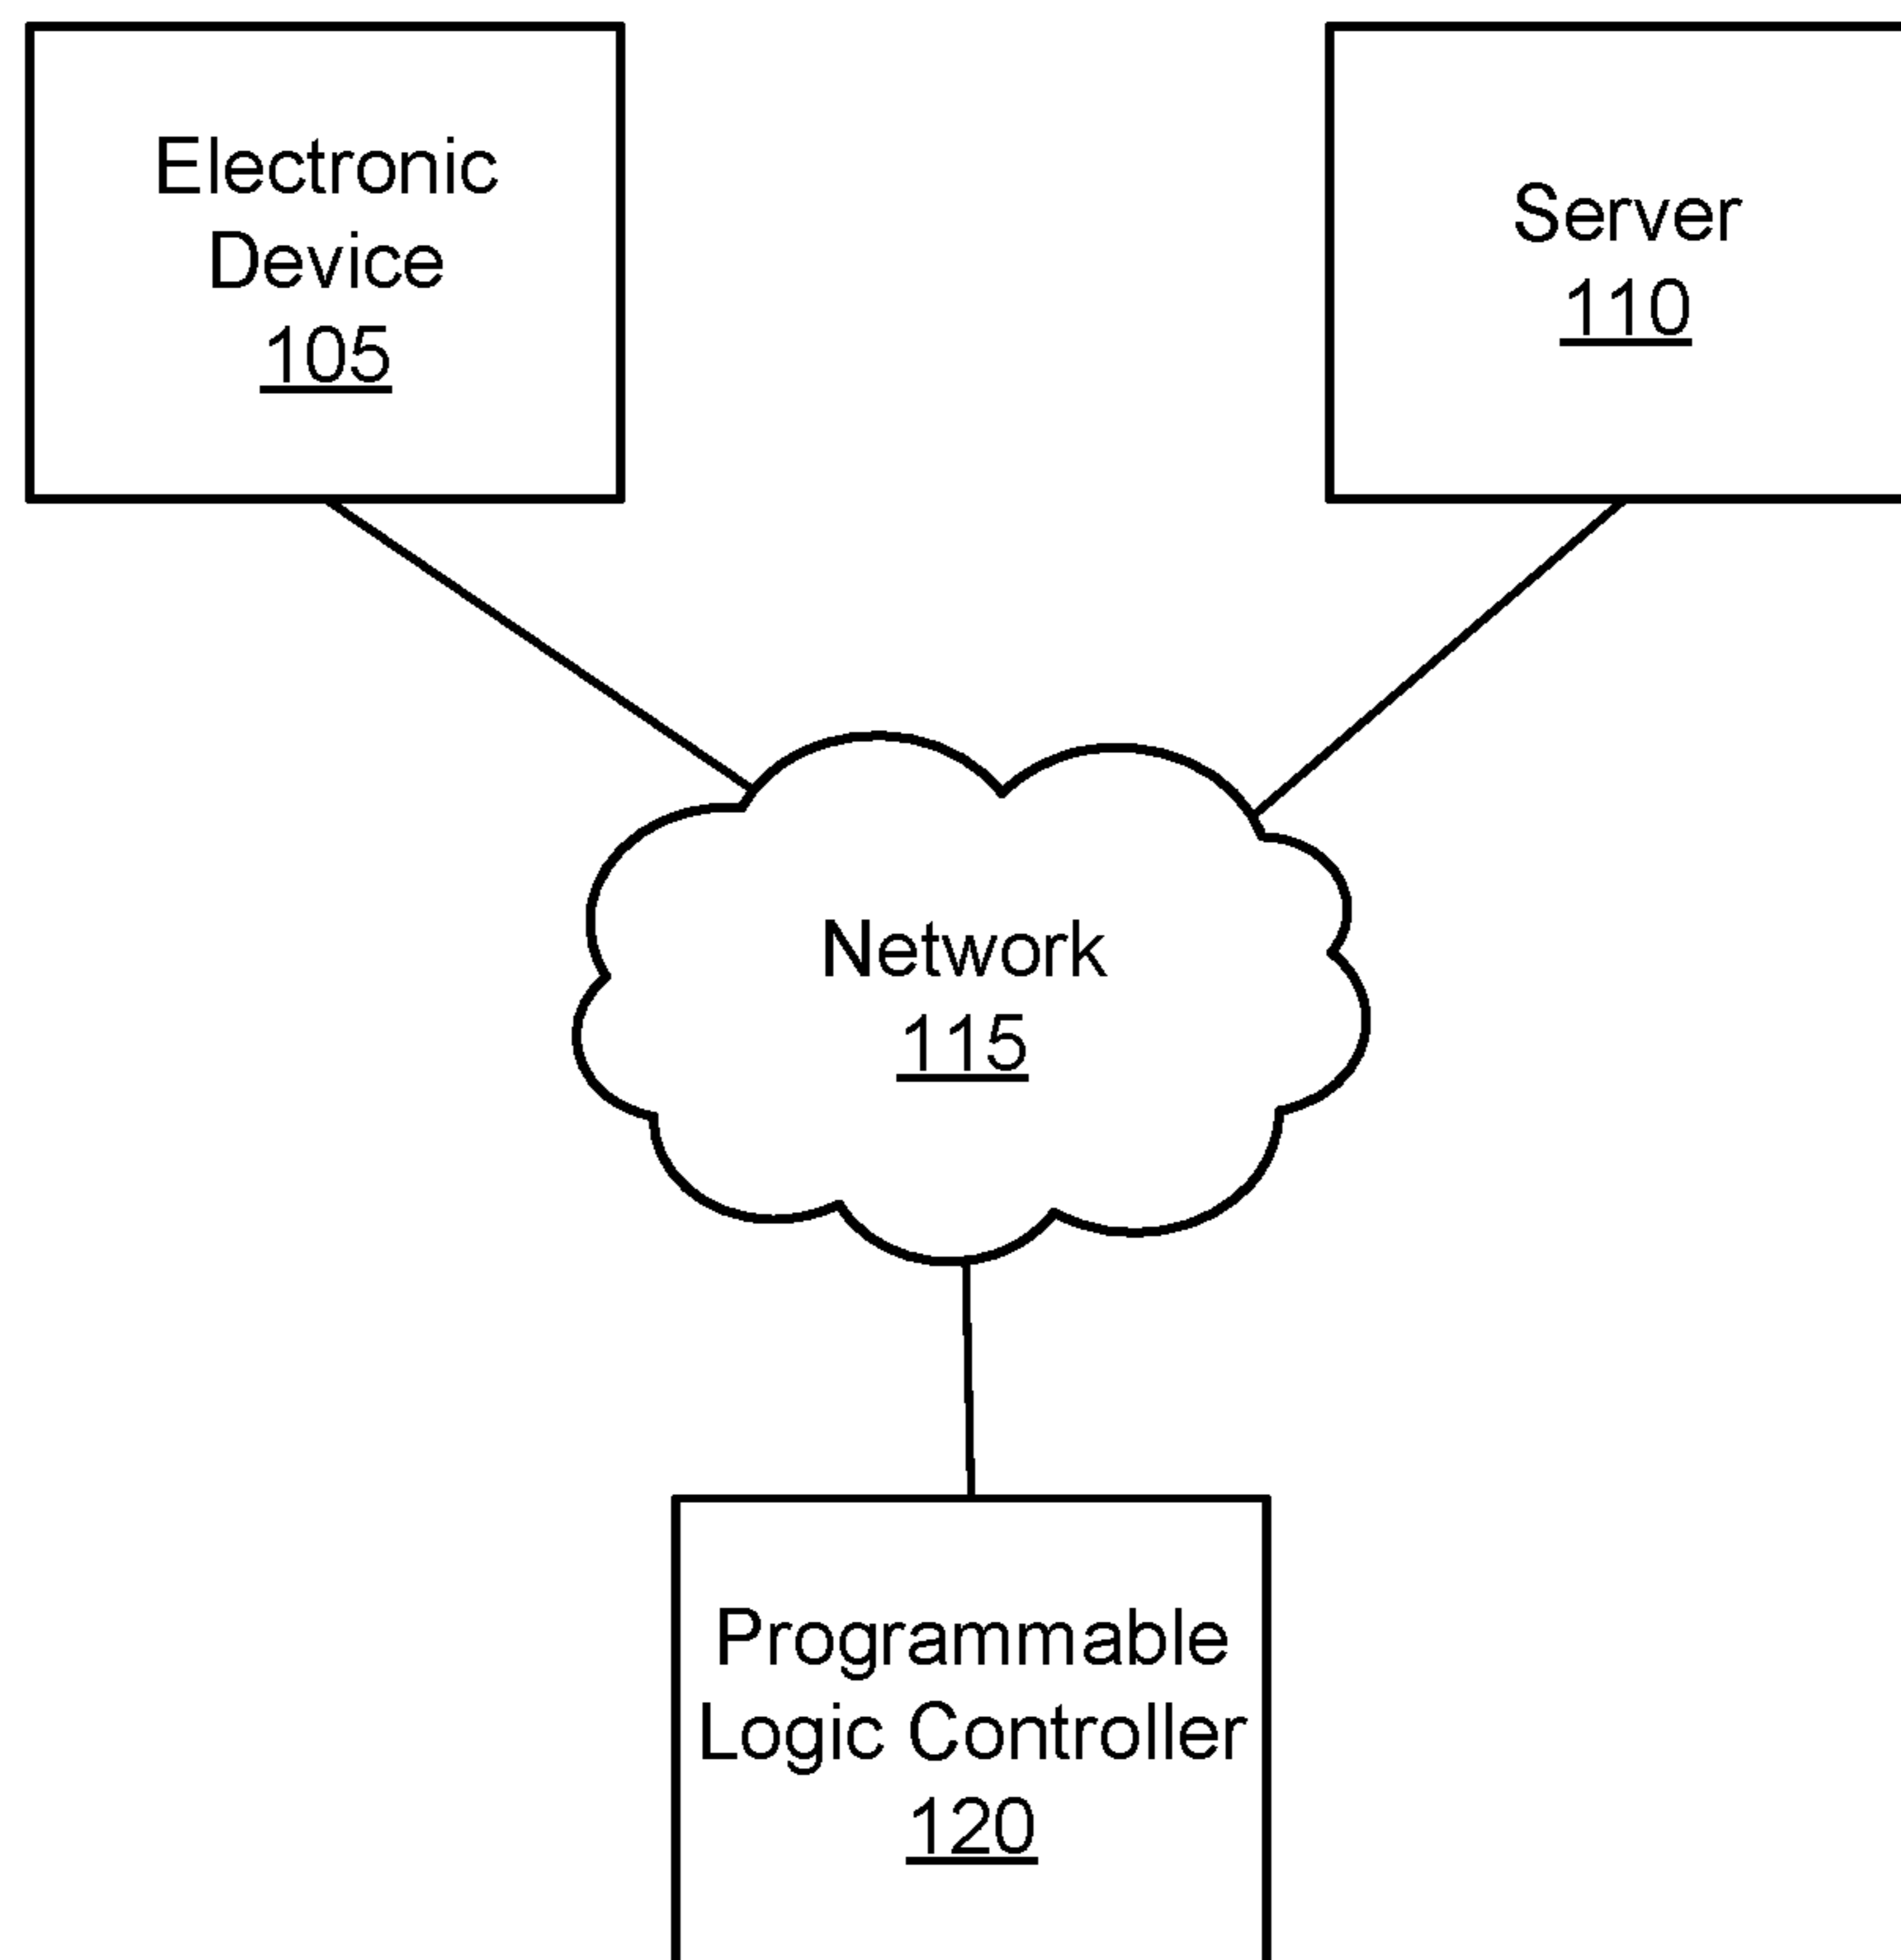 Electronic
Device
105
Server
110
Network
115
Programmable
Logic Controller
120